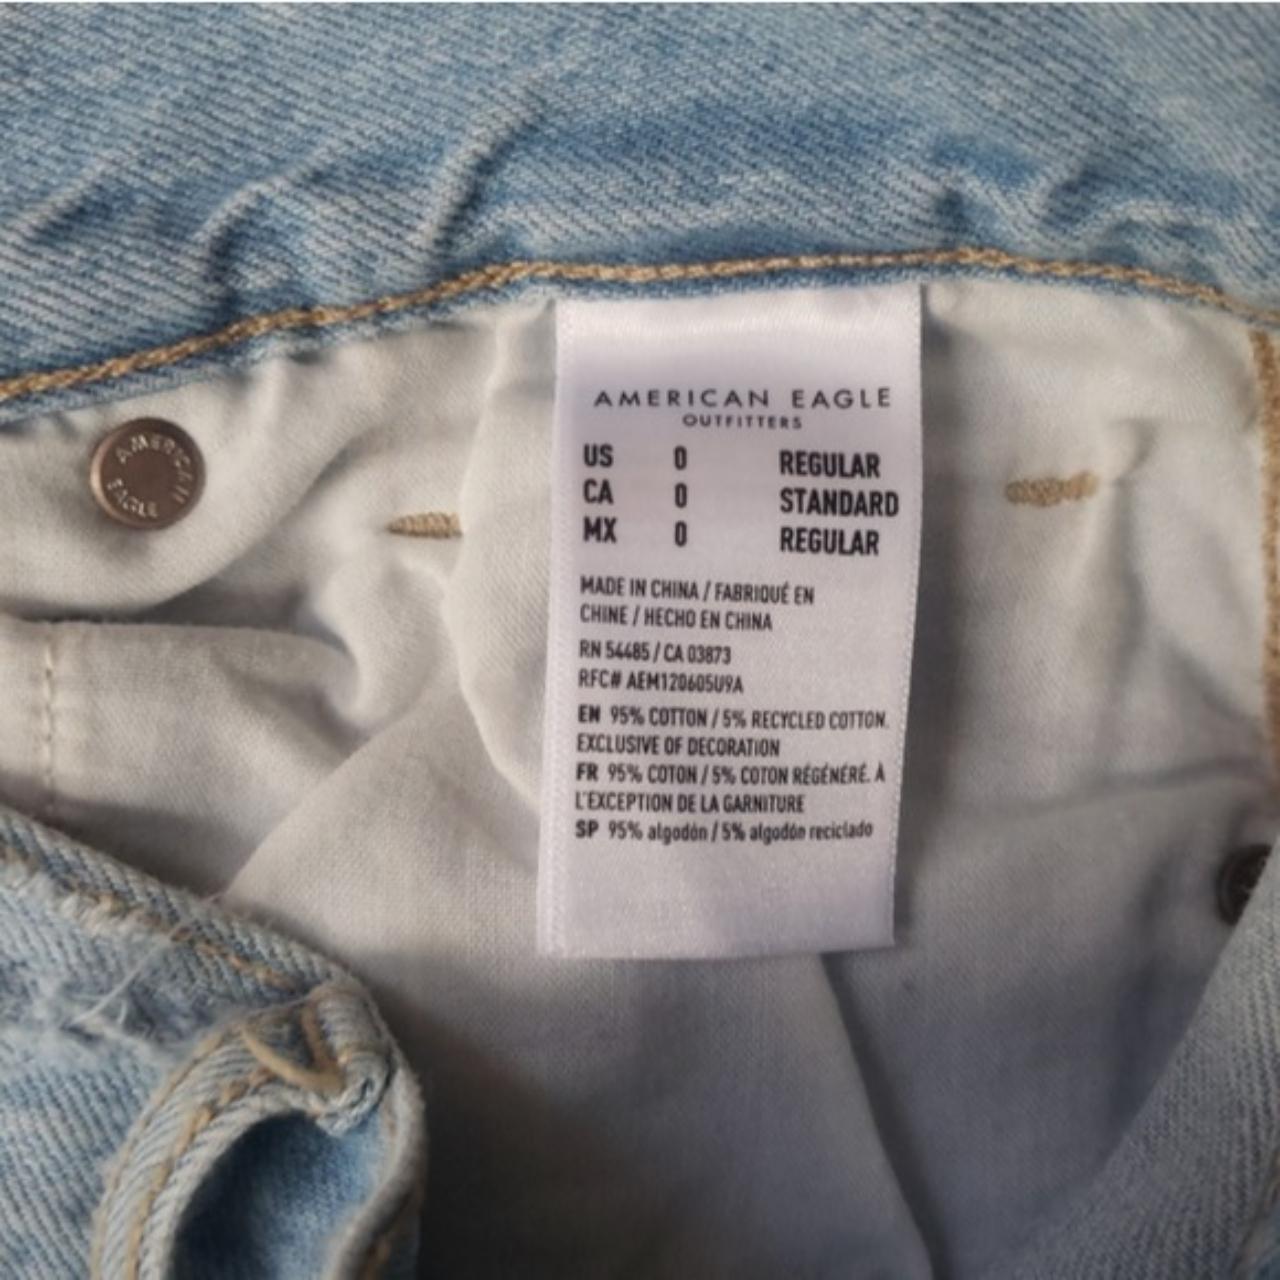 AMERICAN EAGLE
OUTFITTERS
US 0 REGULAR
CA 0 STANDARD
MX 0 REGULAR
MADE IN CHINA / FABRIQUÉ EN
CHINE / HECHO EN CHINA
RN 54485 / CA 03873
RFC# AEM120605U9A
EN 95% COTTON / 5% RECYCLED COTTON.
EXCLUSIVE OF DECORATION
FR 95% COTON / 5% COTON RÉGÉNÉRÉ. À
L'EXCEPTION DE LA GARNITURE
SP 95% algodón / 5% algodón reciclado
AMERICAN
EAGLE